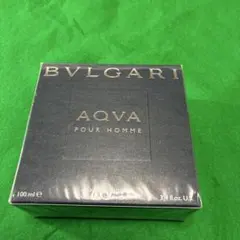 BVLGARI
AQVA
POUR HOMME
100 ml e 3.4 fl.oz. U.S.